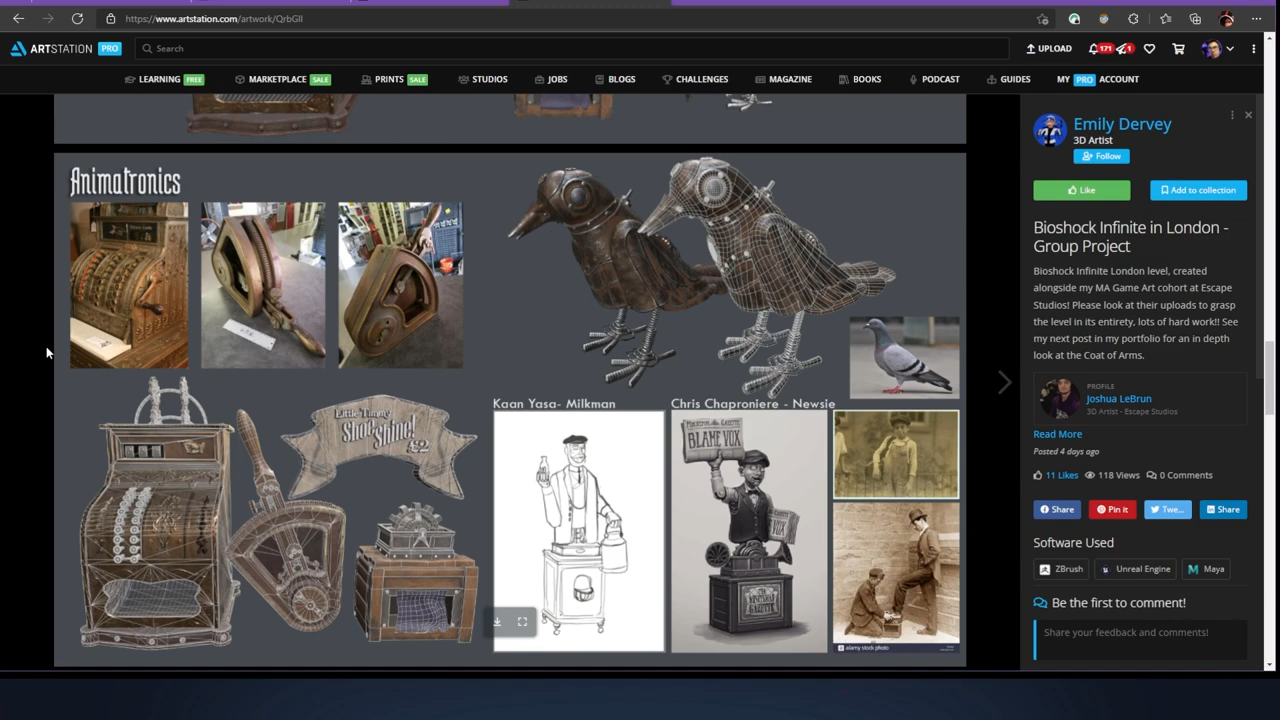 https://www.artstation.com/artwork/QrbGlI
ARTSTATION PRO
Search
UPLOAD
171
1
LEARNING FREE
MARKETPLACE SALE
PRINTS SALE
STUDIOS
JOBS
BLOGS
CHALLENGES
MAGAZINE
BOOKS
PODCAST
GUIDES
MY PRO ACCOUNT
Animatronics
Little Timmy
Shoe Shine!
£2
Kaan Yasa- Milkman
Chris Chaproniere - Newsie
BLAME VOX
VOX
alamy stock photo
Emily Dervey
3D Artist
Follow
Like
Add to collection
Bioshock Infinite in London -
Group Project
Bioshock Infinite London level, created
alongside my MA Game Art cohort at Escape
Studios! Please look at their uploads to grasp
the level in its entirety, lots of hard work!! See
my next post in my portfolio for an in depth
look at the Coat of Arms.
PROFILE
Joshua LeBrun
3D Artist - Escape Studios
Read More
Posted 4 days ago
11 Likes
118 Views
0 Comments
Share
Pin it
Twe...
Share
Software Used
ZBrush
Unreal Engine
Maya
Be the first to comment!
Share your feedback and comments!